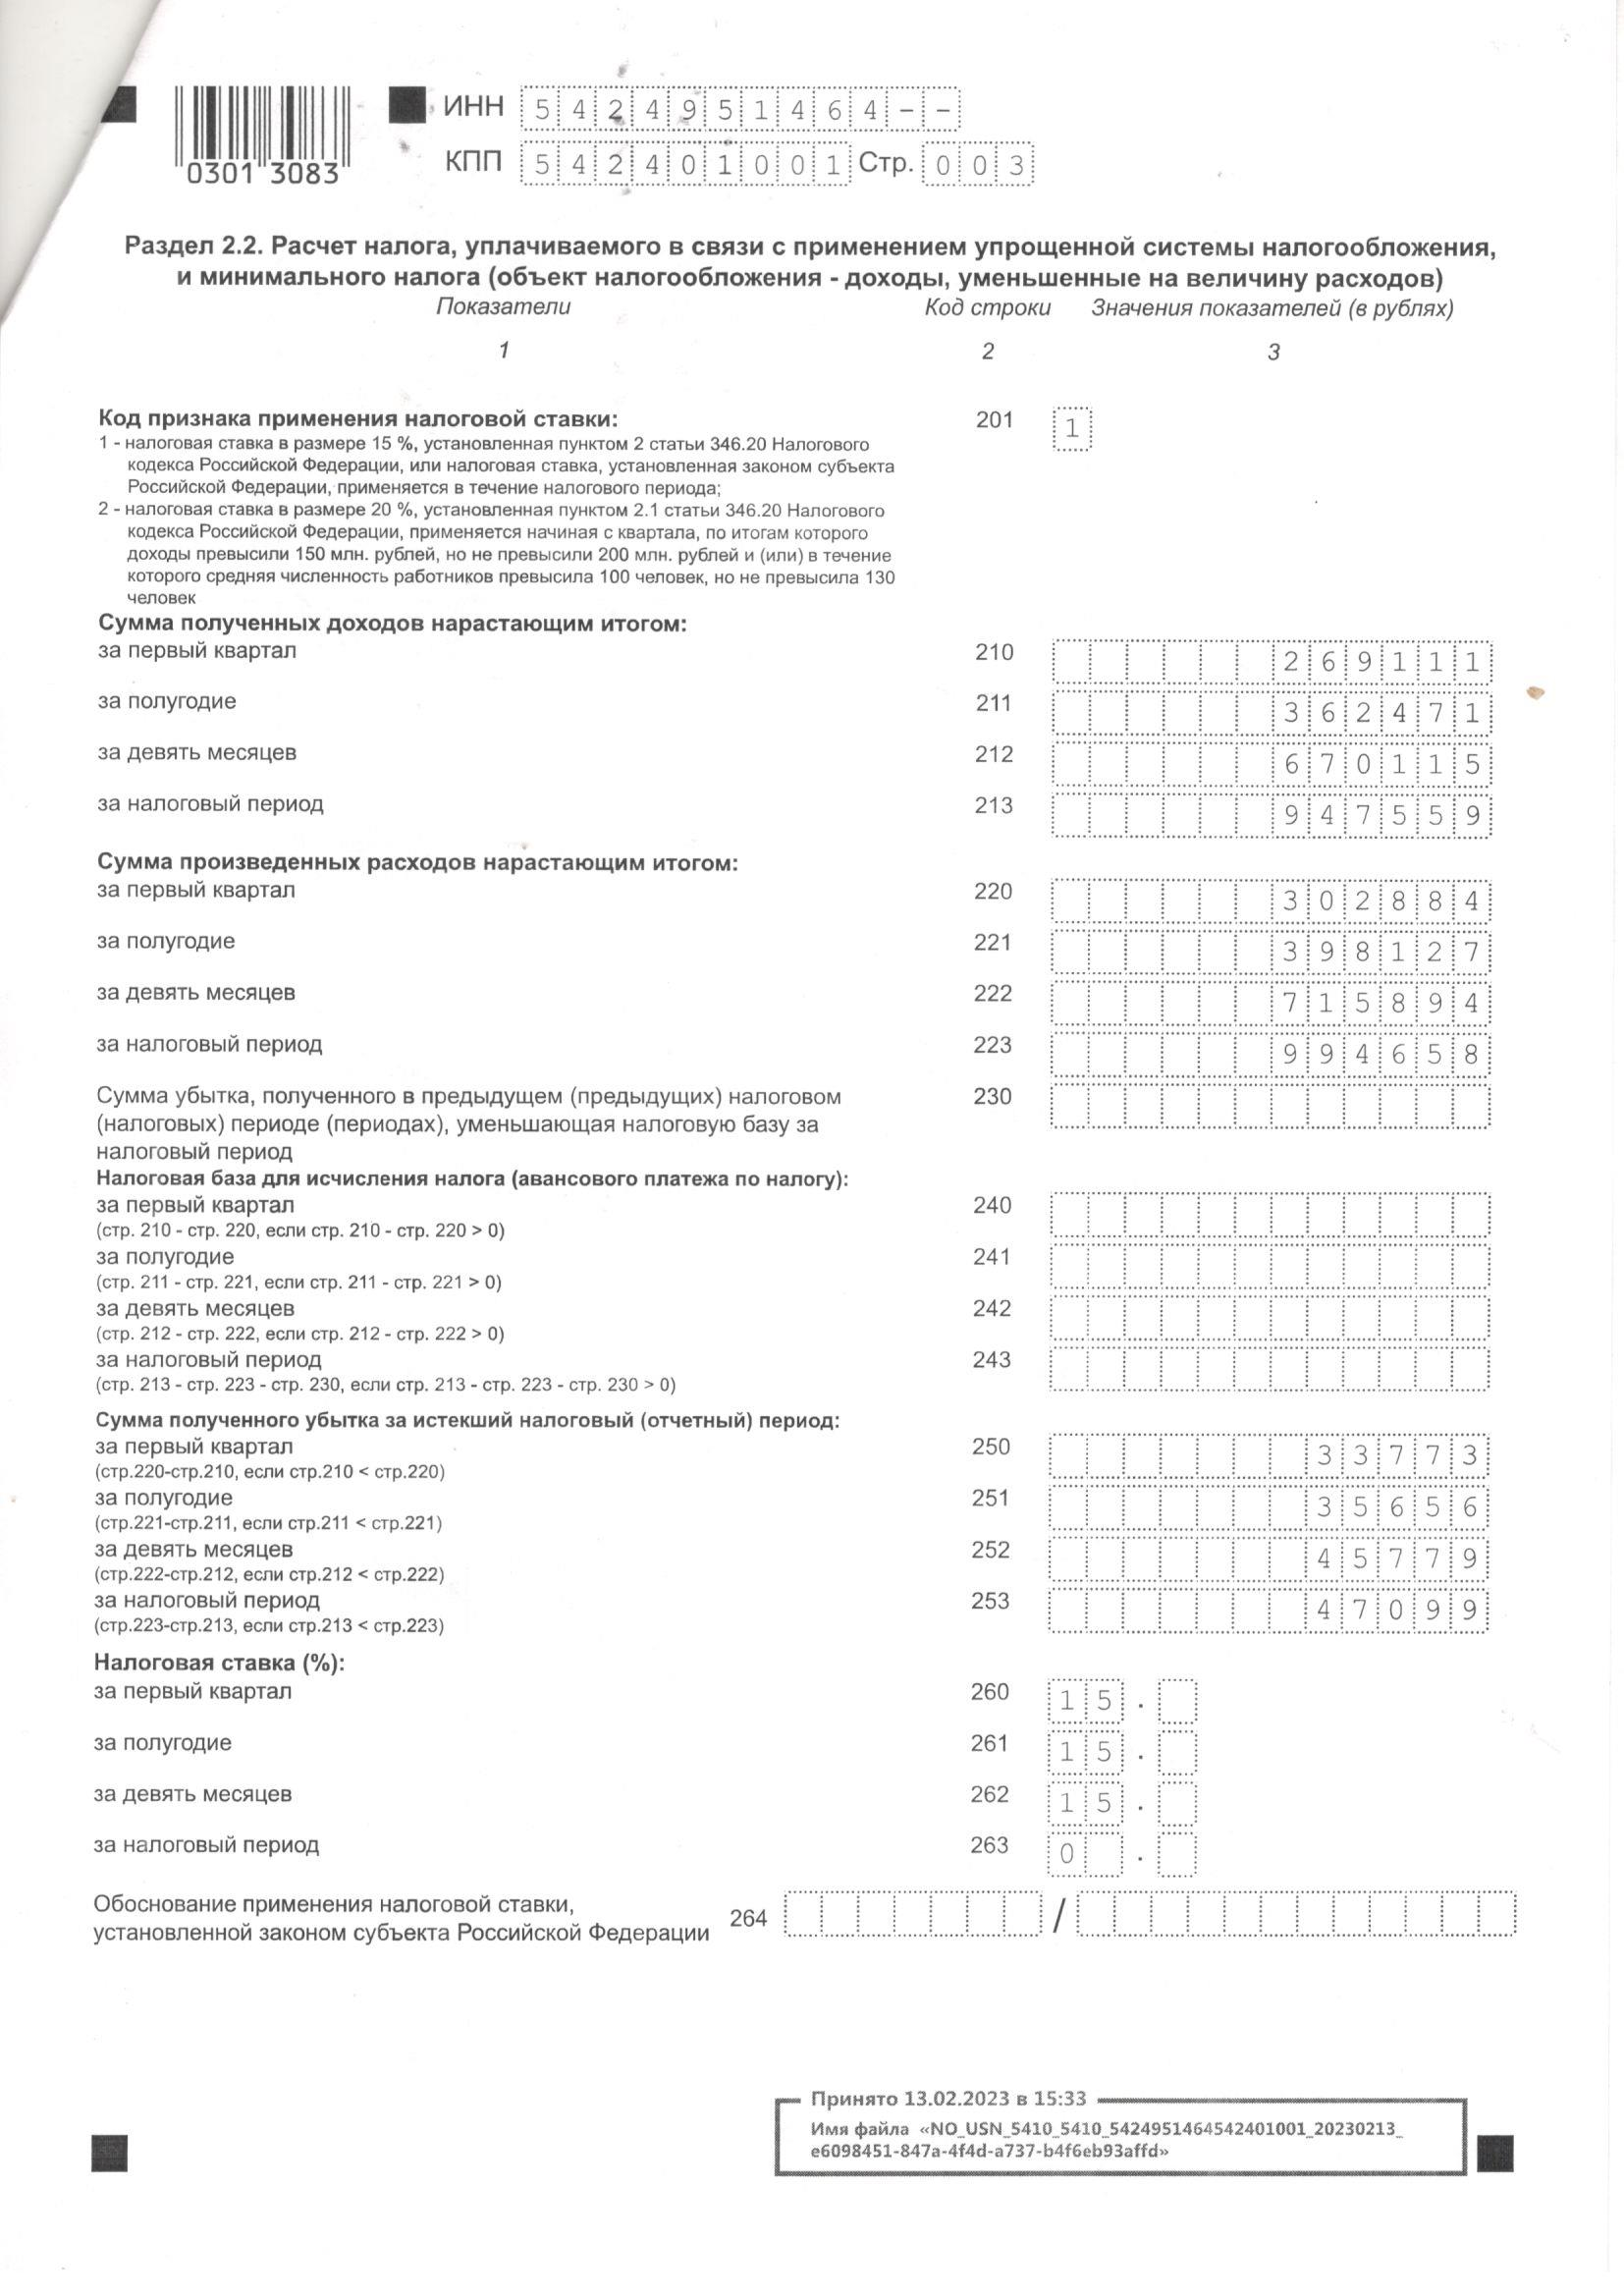 ИНН 5424951464--
0301 3083
КПП 542401001 Стр. 003
Раздел 2.2. Расчет налога, уплачиваемого в связи с применением упрощенной системы налогообложения,
и минимального налога (объект налогообложения - доходы, уменьшенные на величину расходов)
Показатели Код строки Значения показателей (в рублях)
1 2 3
Код признака применения налоговой ставки: 201 1
1 - налоговая ставка в размере 15 %, установленная пунктом 2 статьи 346.20 Налогового
кодекса Российской Федерации, или налоговая ставка, установленная законом субъекта
Российской Федерации, применяется в течение налогового периода;
2 - налоговая ставка в размере 20 %, установленная пунктом 2.1 статьи 346.20 Налогового
кодекса Российской Федерации, применяется начиная с квартала, по итогам которого
доходы превысили 150 млн. рублей, но не превысили 200 млн. рублей и (или) в течение
которого средняя численность работников превысила 100 человек, но не превысила 130
человек
Сумма полученных доходов нарастающим итогом:
за первый квартал 210 269111
за полугодие 211 362471
за девять месяцев 212 670115
за налоговый период 213 947559
Сумма произведенных расходов нарастающим итогом:
за первый квартал 220 302884
за полугодие 221 398127
за девять месяцев 222 715894
за налоговый период 223 994658
Сумма убытка, полученного в предыдущем (предыдущих) налоговом 230
(налоговых) периоде (периодах), уменьшающая налоговую базу за
налоговый период
Налоговая база для исчисления налога (авансового платежа по налогу):
за первый квартал 240
(стр. 210 - стр. 220, если стр. 210 - стр. 220 > 0)
за полугодие 241
(стр. 211 - стр. 221, если стр. 211 - стр. 221 > 0)
за девять месяцев 242
(стр. 212 - стр. 222, если стр. 212 - стр. 222 > 0)
за налоговый период 243
(стр. 213 - стр. 223 - стр. 230, если стр. 213 - стр. 223 - стр. 230 > 0)
Сумма полученного убытка за истекший налоговый (отчетный) период:
за первый квартал 250 33773
(стр.220-стр.210, если стр.210 < стр.220)
за полугодие 251 35656
(стр.221-стр.211, если стр.211 < стр.221)
за девять месяцев 252 45779
(стр.222-стр.212, если стр.212 < стр.222)
за налоговый период 253 47099
(стр.223-стр.213, если стр.213 < стр.223)
Налоговая ставка (%):
за первый квартал 260 15.
за полугодие 261 15.
за девять месяцев 262 15.
за налоговый период 263 0 .
Обоснование применения налоговой ставки,
установленной законом субъекта Российской Федерации 264 /
Принято 13.02.2023 в 15:33
Имя файла «NO_USN_5410_5410_5424951464542401001_20230213_
e6098451-847a-4f4d-a737-b4f6eb93affd»